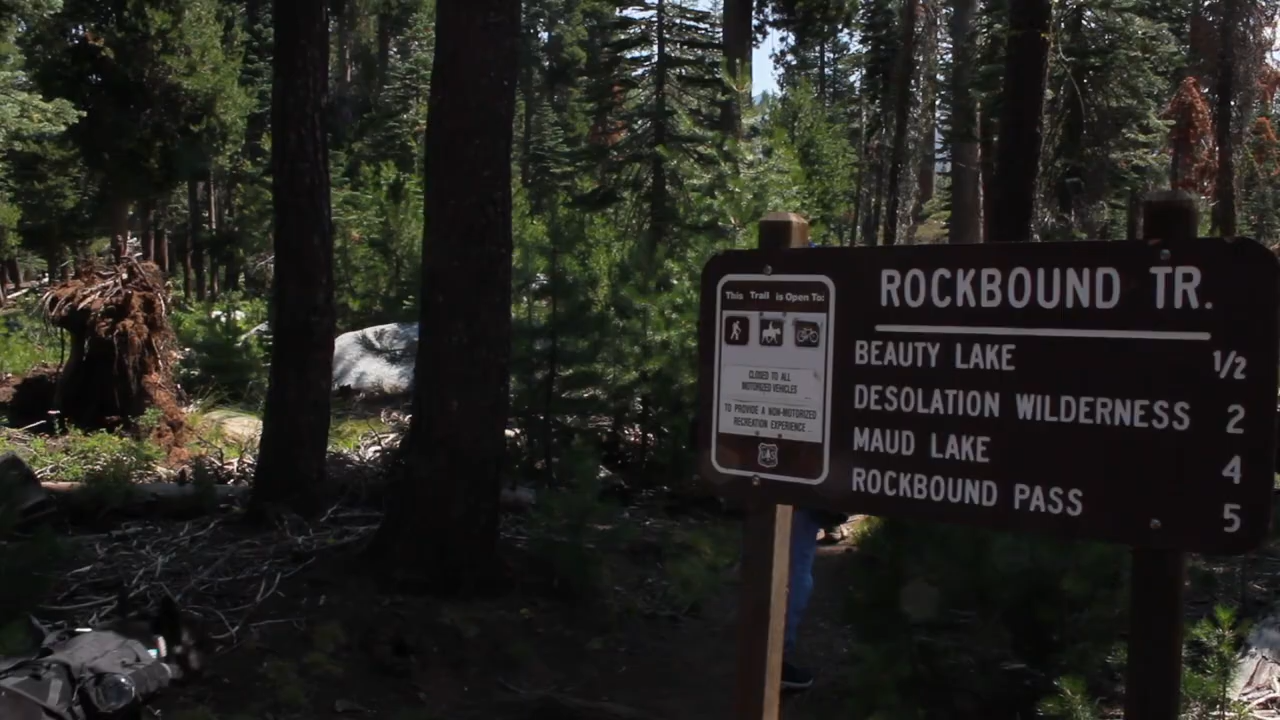 This Trail is Open To:
CLOSED TO ALL
MOTORIZED VEHICLES
TO PROVIDE A NON-MOTORIZED
RECREATION EXPERIENCE
ROCKBOUND TR.
BEAUTY LAKE 1/2
DESOLATION WILDERNESS 2
MAUD LAKE 4
ROCKBOUND PASS 5